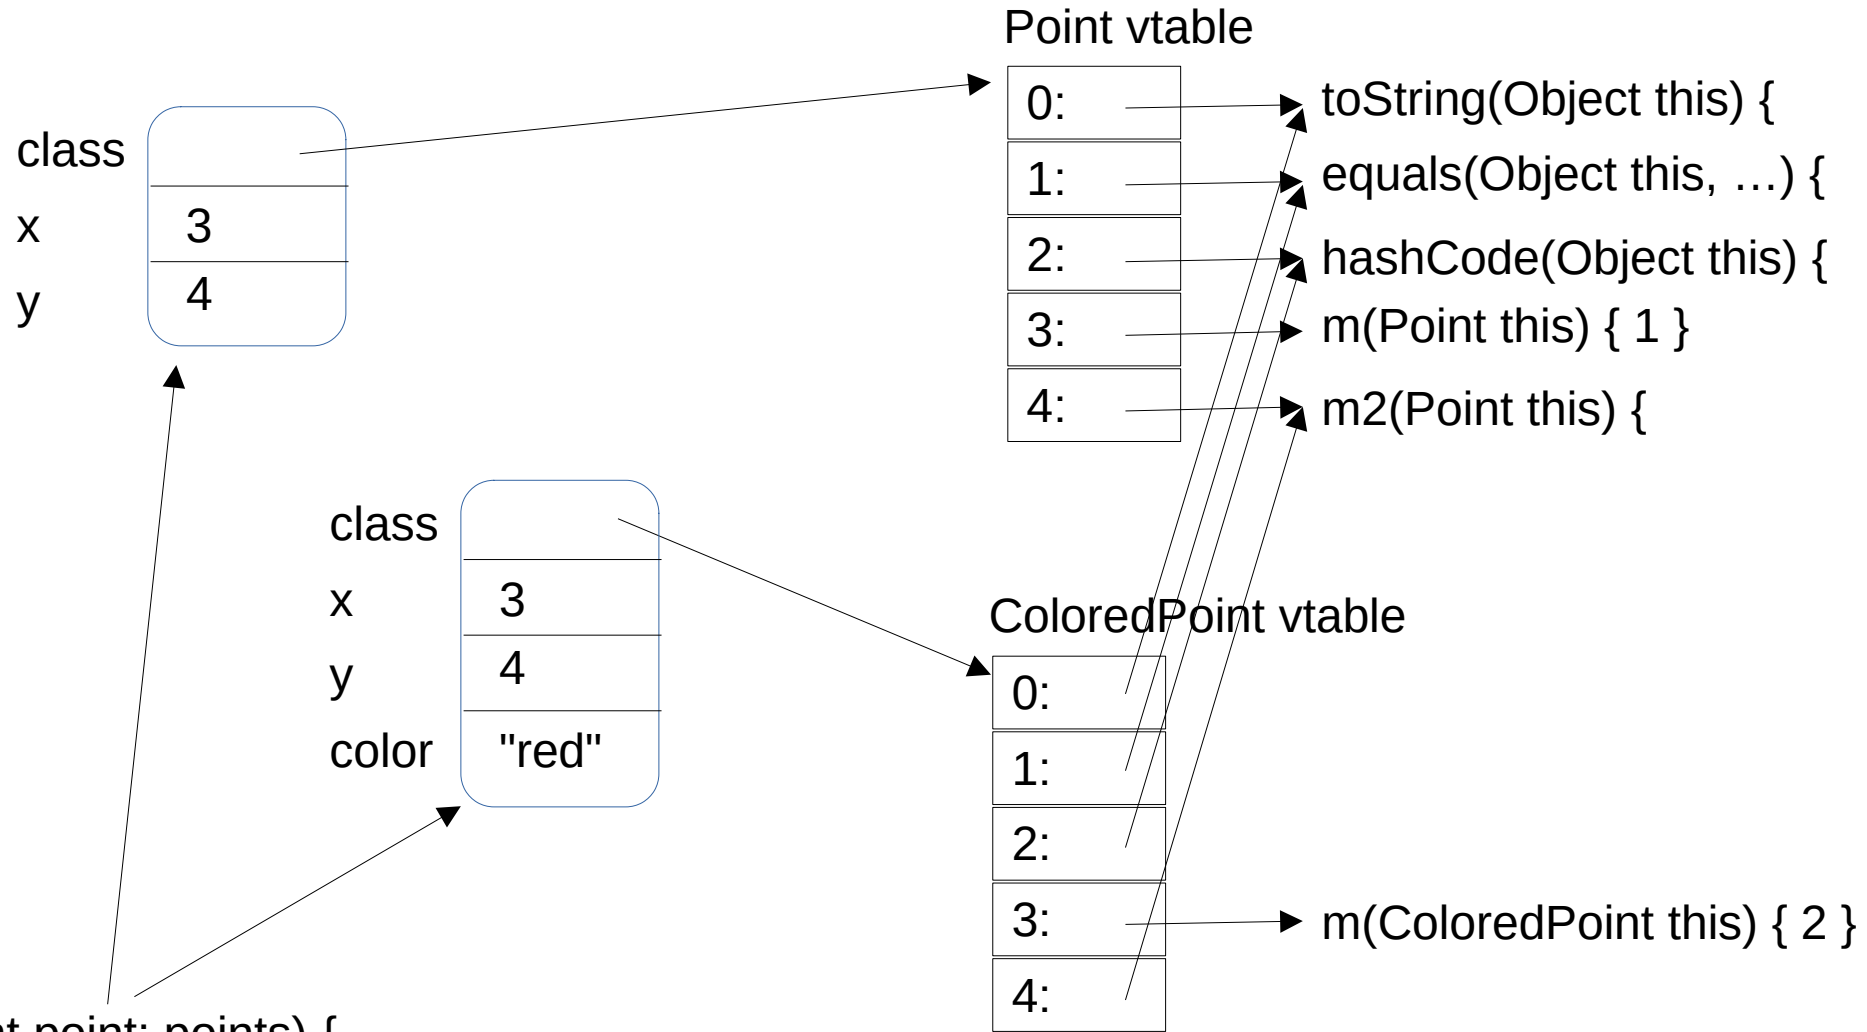 Point vtable
0:
toString(Object this) {
class
1:
equals(Object this, …) {
x
3
2:
hashCode(Object this) {
y
4
3:
m(Point this) { 1 }
4:
m2(Point this) {
class
x
3
ColoredPoint vtable
y
4
0:
color
"red"
1:
2:
3:
m(ColoredPoint this) { 2 }
4:
point: points) {